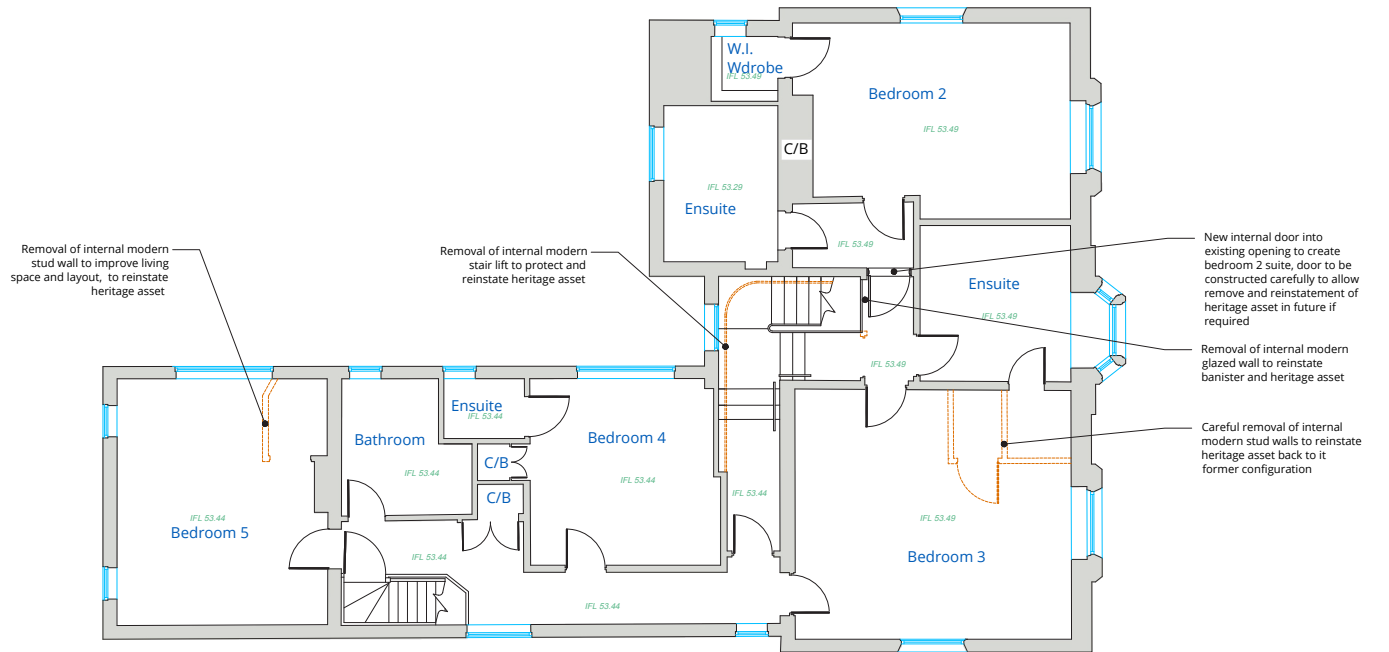 W.I.
Wdrobe
IFL 53.49
Bedroom 2
IFL 53.49
C/B
IFL 53.29
Ensuite
IFL 53.49
Removal of internal modern
stud wall to improve living
space and layout, to reinstate
heritage asset
Removal of internal modern
stair lift to protect and
reinstate heritage asset
New internal door into
existing opening to create
bedroom 2 suite, door to be
constructed carefully to allow
remove and reinstatement of
heritage asset in future if
required
Ensuite
IFL 53.49
IFL 53.49
Removal of internal modern
glazed wall to reinstate
banister and heritage asset
Ensuite
IFL 53.44
Bathroom
IFL 53.44
Bedroom 4
IFL 53.44
C/B
C/B
IFL 53.44
Careful removal of internal
modern stud walls to reinstate
heritage asset back to it
former configuration
IFL 53.44
Bedroom 5
IFL 53.49
Bedroom 3
IFL 53.44
IFL 53.44